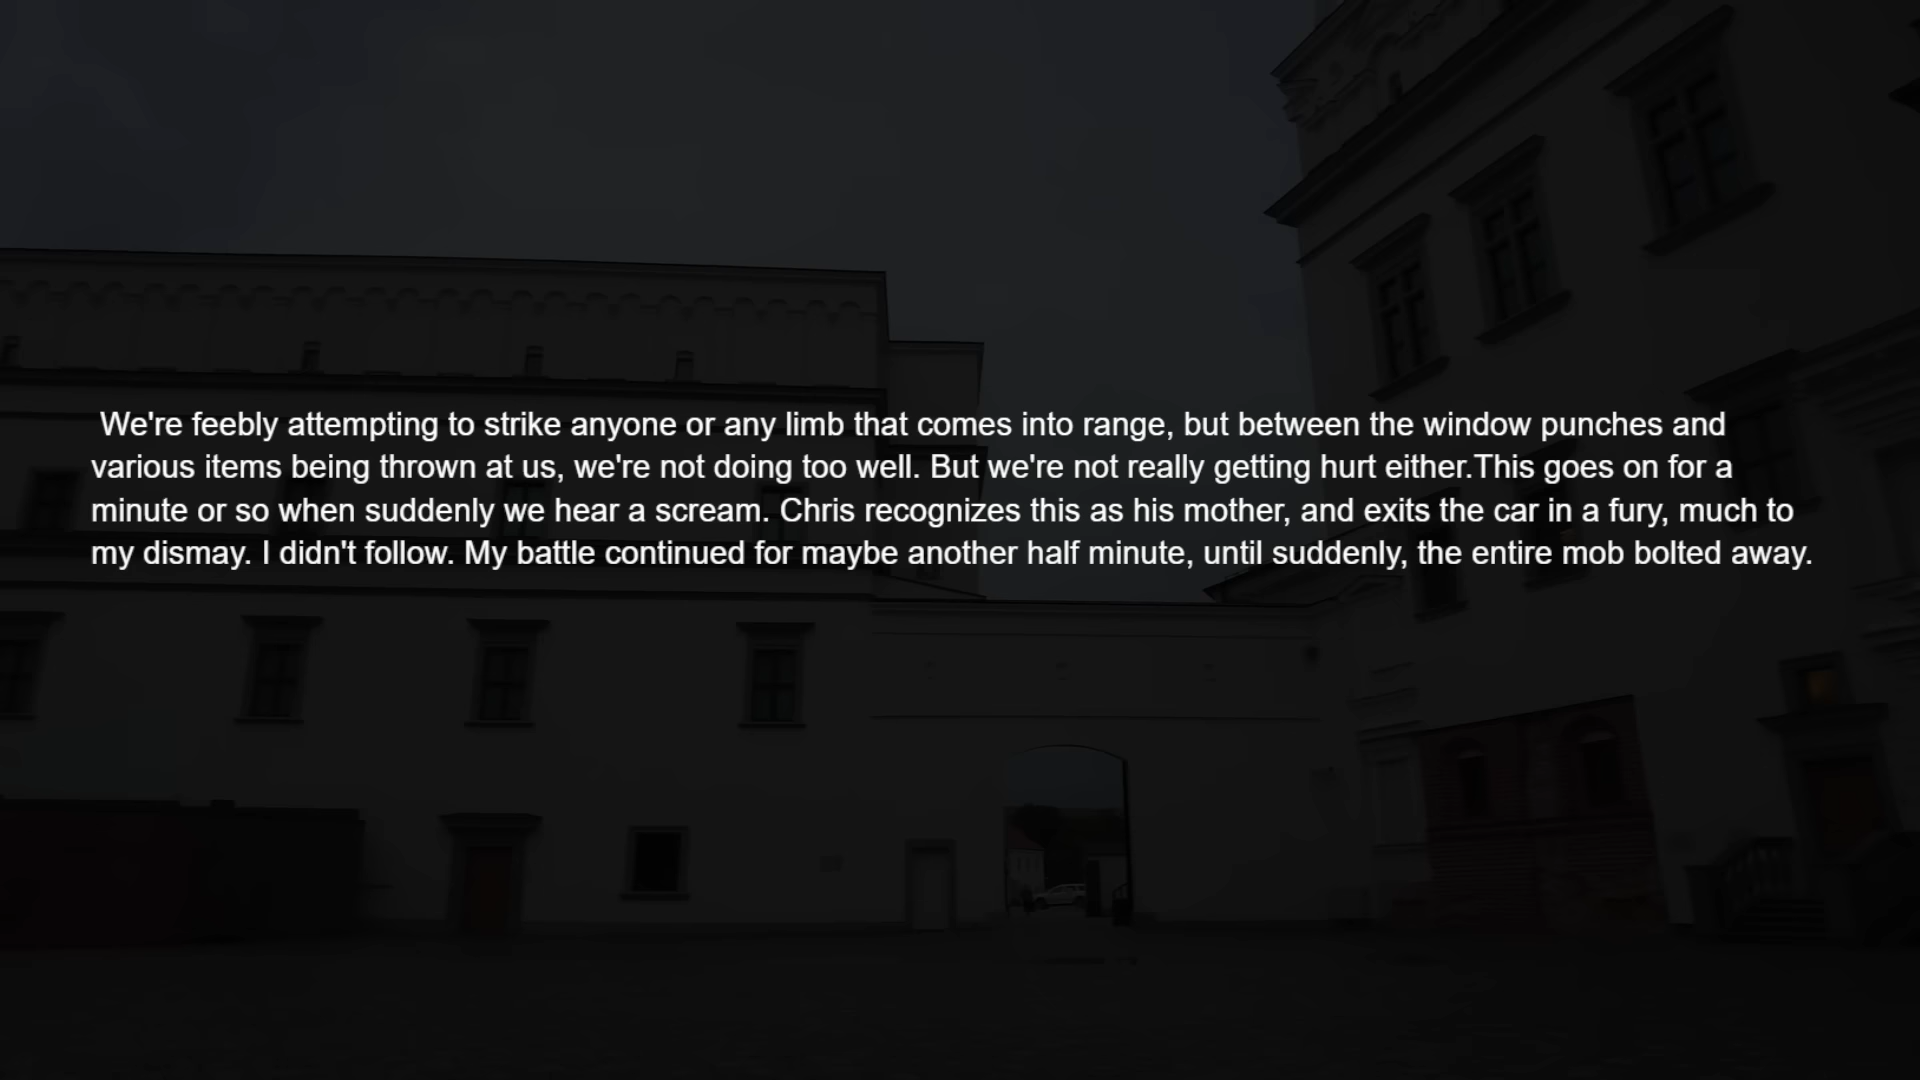 We're feebly attempting to strike anyone or any limb that comes into range, but between the window punches and
various items being thrown at us, we're not doing too well. But we're not really getting hurt either.This goes on for a
minute or so when suddenly we hear a scream. Chris recognizes this as his mother, and exits the car in a fury, much to
my dismay. I didn't follow. My battle continued for maybe another half minute, until suddenly, the entire mob bolted away.